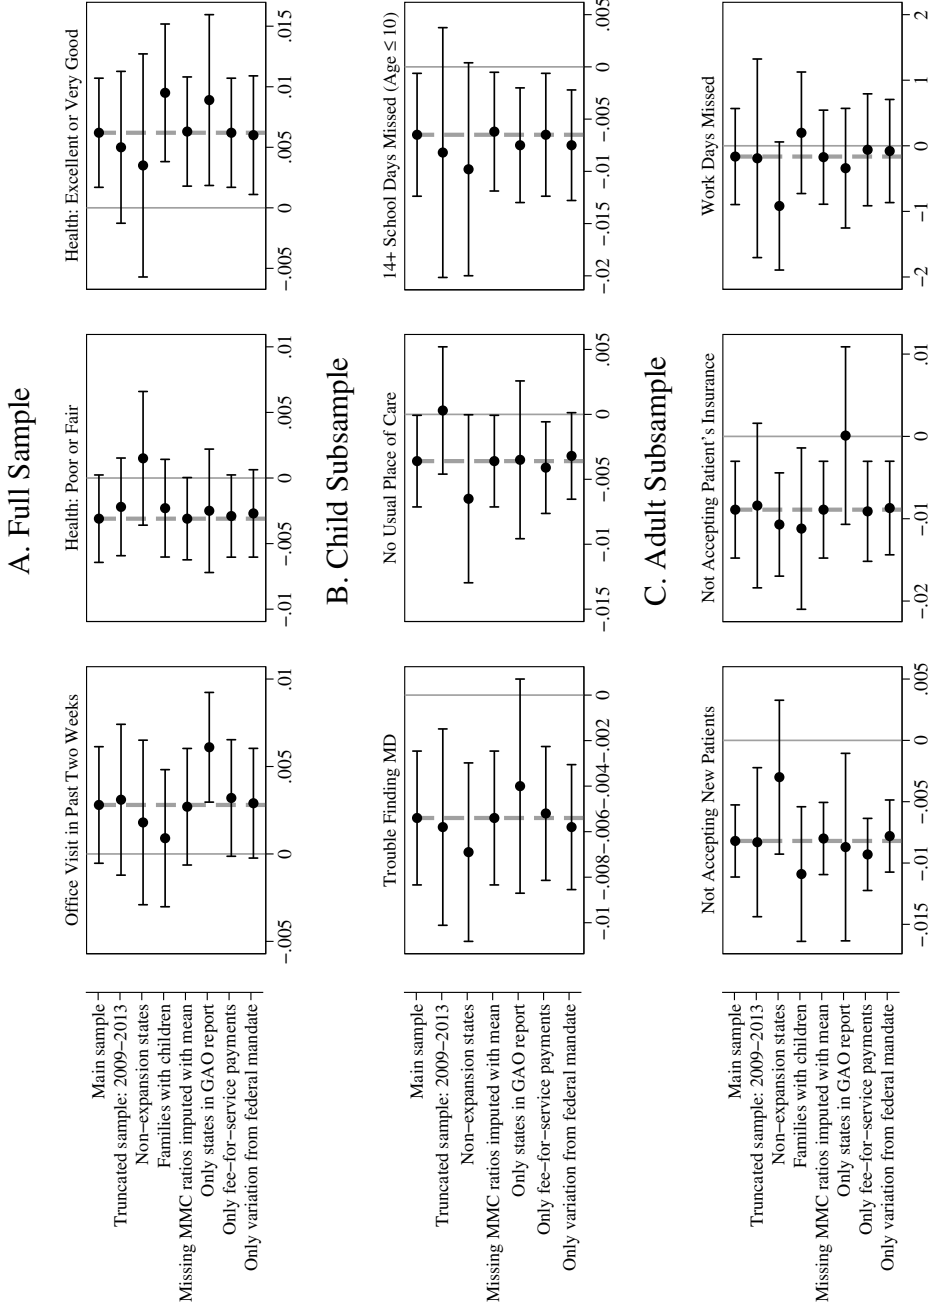 A. Full Sample
Office Visit in Past Two Weeks
Health: Poor or Fair
Health: Excellent or Very Good
Main sample
Truncated sample: 2009−2013
Non−expansion states
Families with children
Missing MMC ratios imputed with mean
Only states in GAO report
Only fee−for−service payments
Only variation from federal mandate
−.005 0 .005 .01
−.01 −.005 0 .005 .01
−.005 0 .005 .01 .015
B. Child Subsample
Trouble Finding MD
No Usual Place of Care
14+ School Days Missed (Age ≤ 10)
Main sample
Truncated sample: 2009−2013
Non−expansion states
Missing MMC ratios imputed with mean
Only states in GAO report
Only fee−for−service payments
Only variation from federal mandate
−.01 −.008 −.006 −.004 −.002 0
−.015 −.01 −.005 0 .005
−.02 −.015 −.01 −.005 0 .005
C. Adult Subsample
Not Accepting New Patients
Not Accepting Patient's Insurance
Work Days Missed
Main sample
Truncated sample: 2009−2013
Non−expansion states
Families with children
Missing MMC ratios imputed with mean
Only states in GAO report
Only fee−for−service payments
Only variation from federal mandate
−.015 −.01 −.005 0 .005
−.02 −.01 0 .01
−2 −1 0 1 2